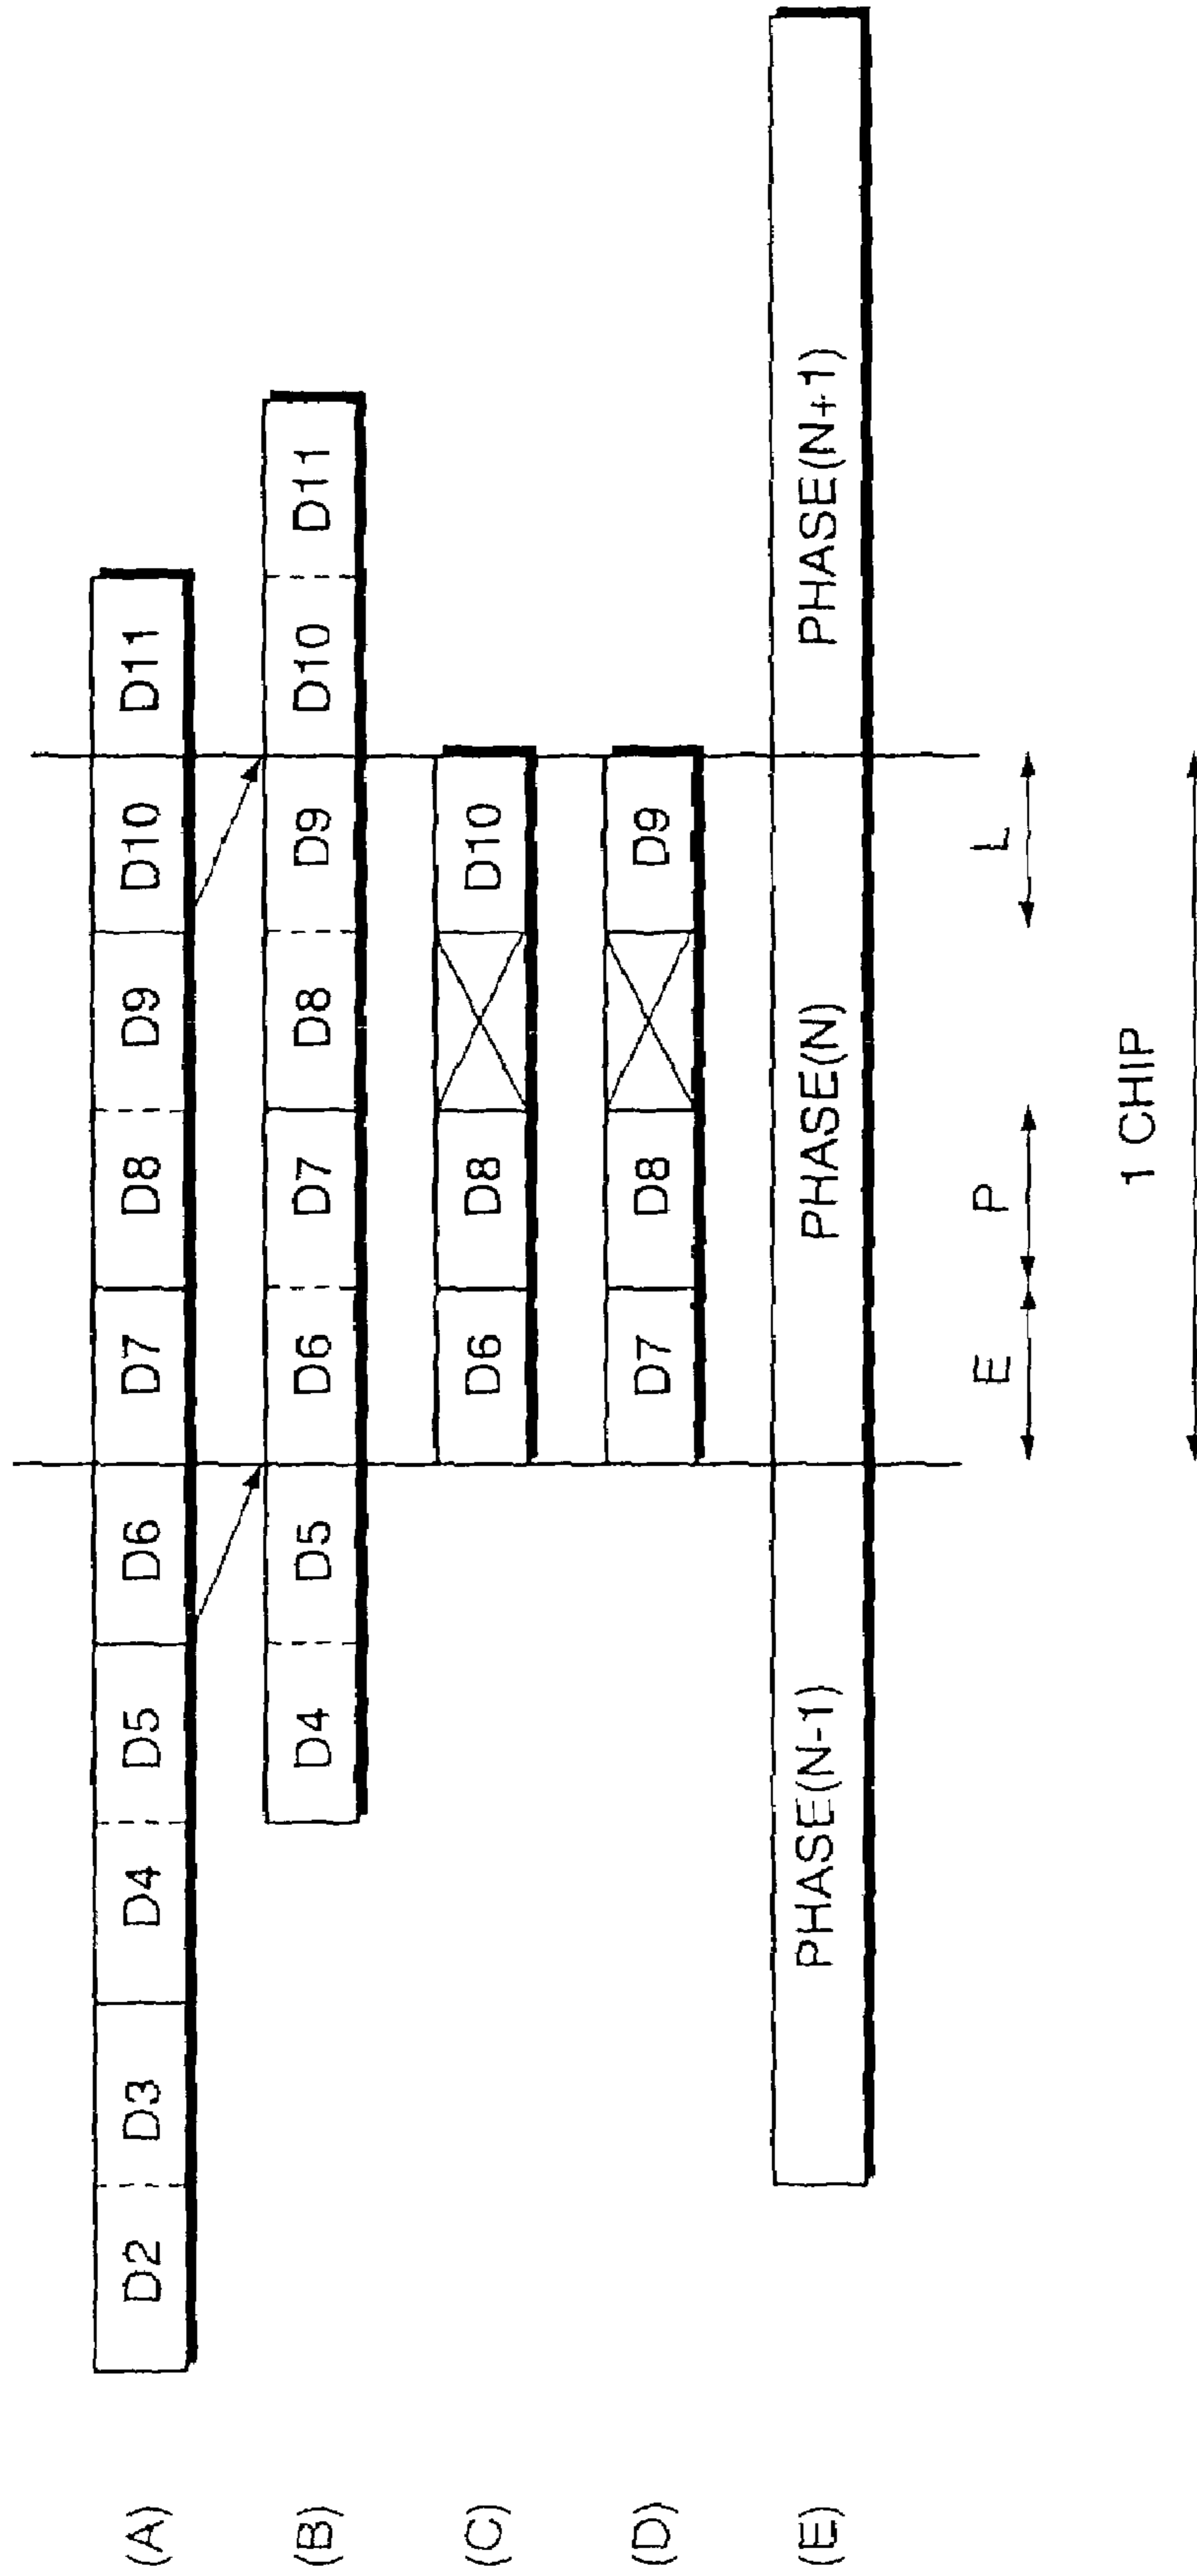 (A) D2 D3 D4 D5 D6 D7 D8 D9 D10 D11
(B) D4 D5 D6 D7 D8 D9 D10 D11
(C) D6 D8 D10
(D) D7 D8 D9
(E) PHASE(N-1) PHASE(N) PHASE(N+1)
E P L
1 CHIP